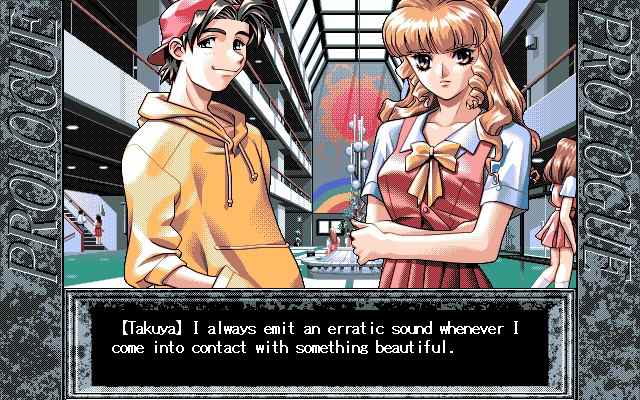 PROLOGUE
PROLOGUE
【Takuya】I always emit an erratic sound whenever I
come into contact with something beautiful.